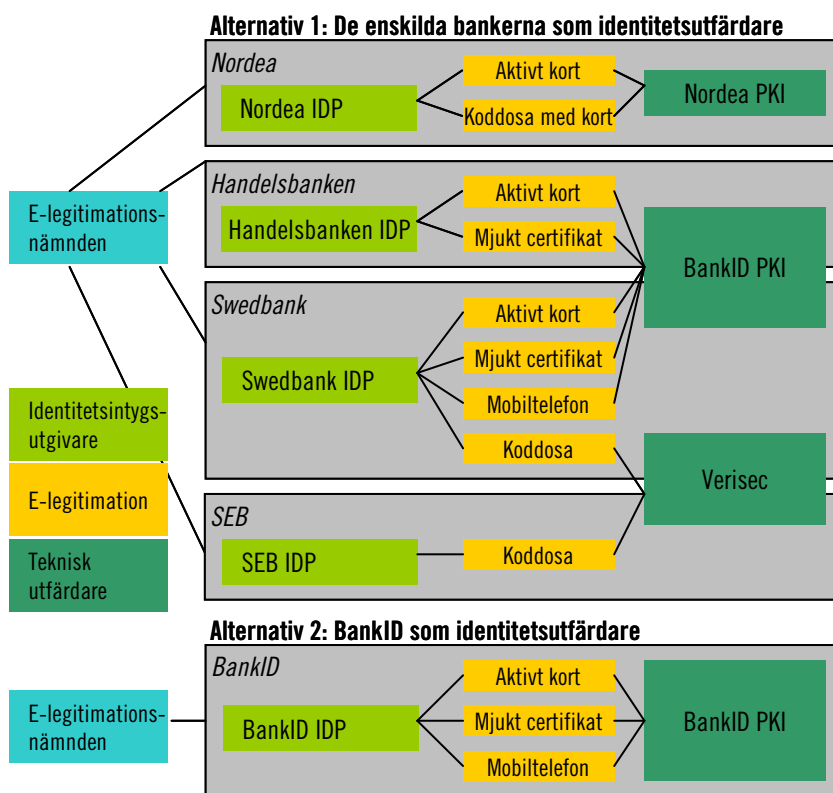 Alternativ 1: De enskilda bankerna som identitetsutfärdare
Nordea
Nordea IDP
Aktivt kort
Koddosa med kort
Nordea PKI
E-legitimations-
nämnden
Handelsbanken
Handelsbanken IDP
Aktivt kort
Mjukt certifikat
BankID PKI
Swedbank
Swedbank IDP
Aktivt kort
Mjukt certifikat
Mobiltelefon
Koddosa
Verisec
SEB
SEB IDP
Koddosa
Identitetsintygs-
utgivare
E-legitimation
Teknisk
utfärdare
Alternativ 2: BankID som identitetsutfärdare
E-legitimations-
nämnden
BankID
BankID IDP
Aktivt kort
Mjukt certifikat
Mobiltelefon
BankID PKI